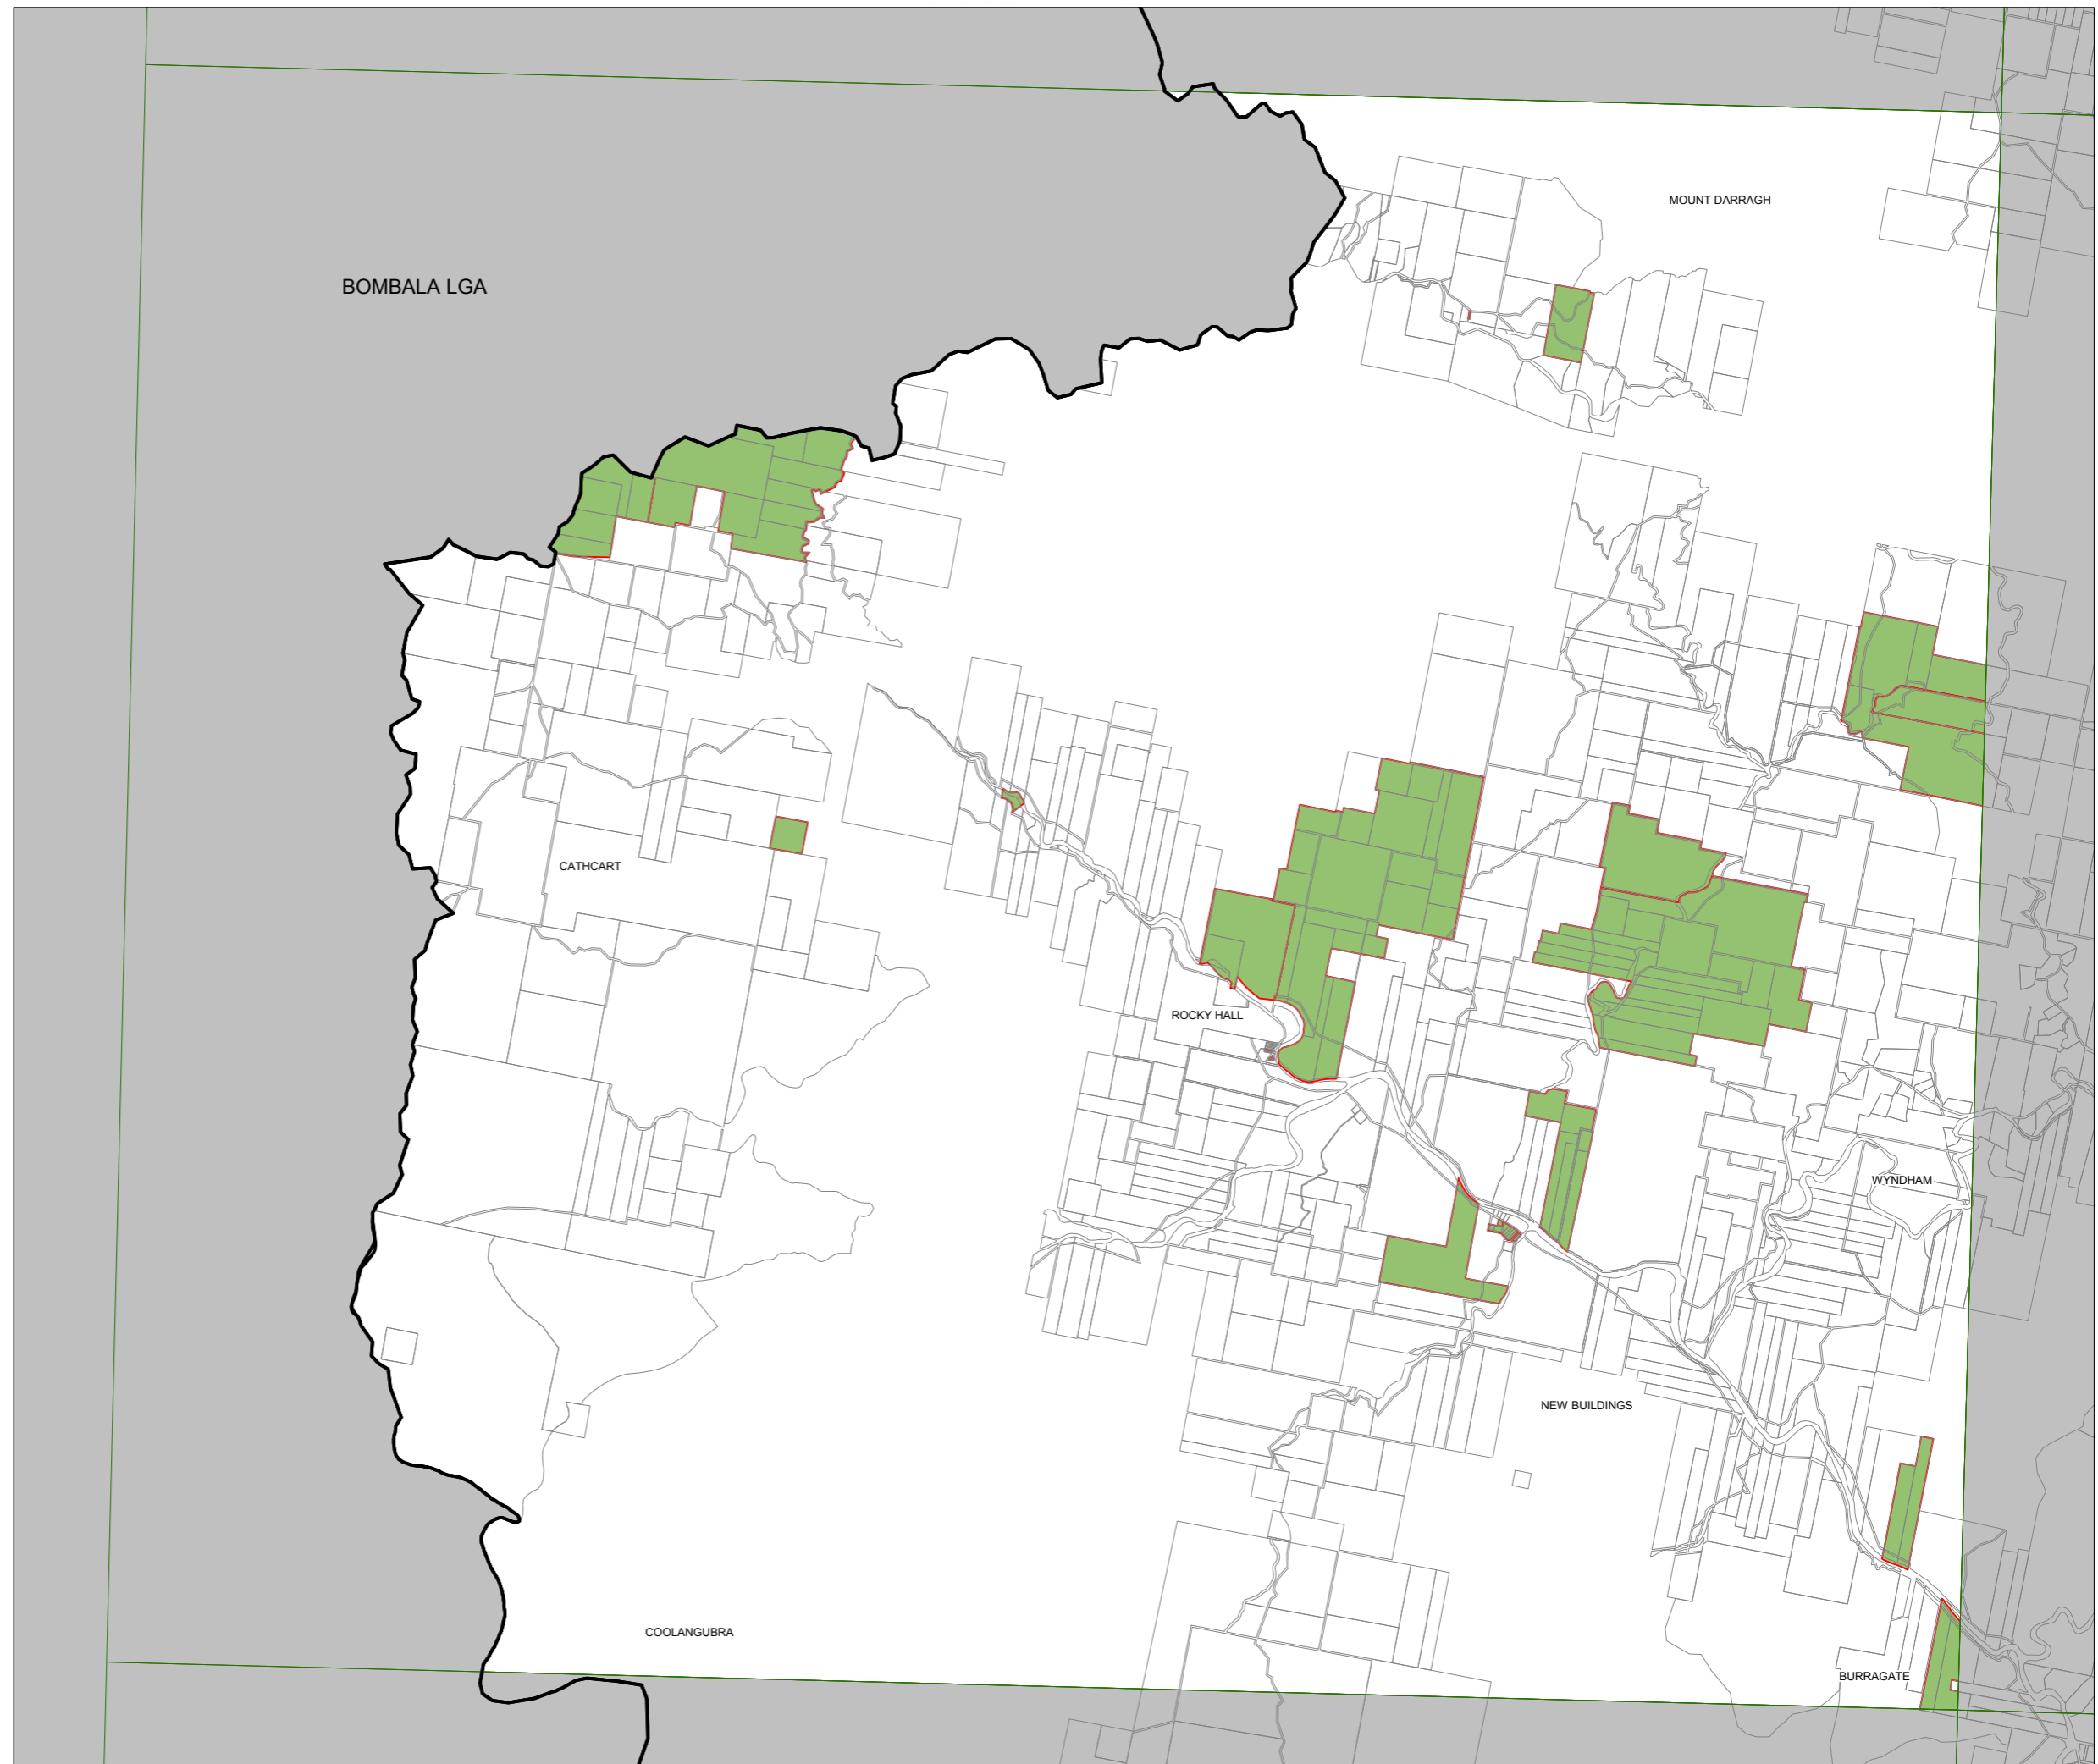 MOUNT DARRAGH
BOMBALA LGA
CATHCART
ROCKY HALL
WYNDHAM
NEW BUILDINGS
COOLANGUBRA
BURRAGATE